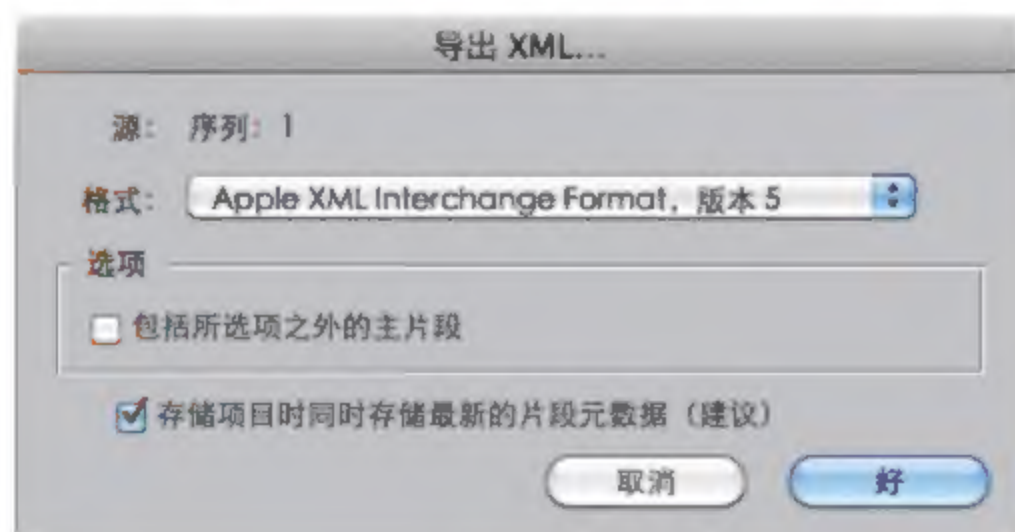 导出 XML...
源: 序列: 1
格式: Apple XML Interchange Format, 版本 5
选项
包括所选项之外的主片段
存储项目时同时存储最新的片段元数据（建议）
取消 好